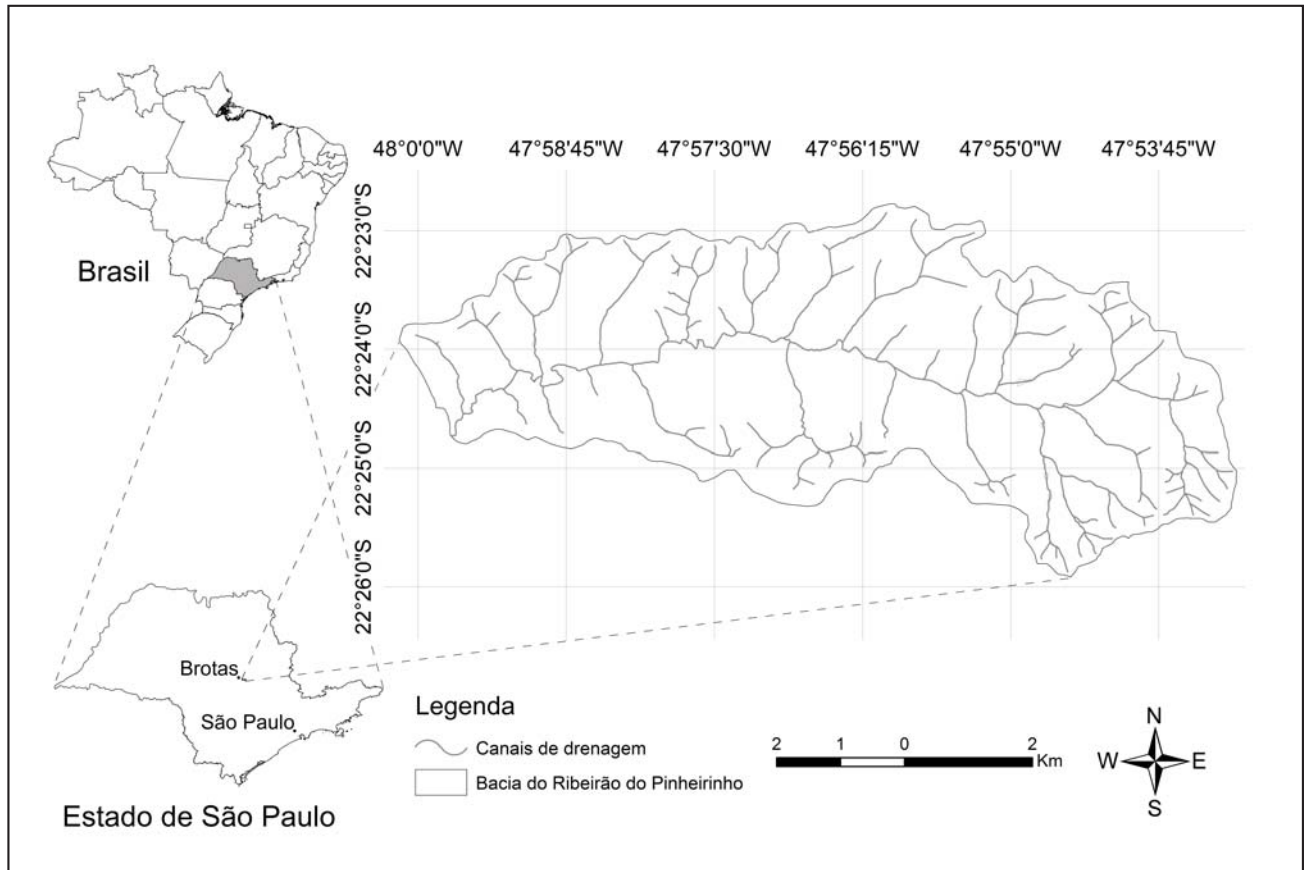 48°0'0"W
47°58'45"W
47°57'30"W
47°56'15"W
47°55'0"W
47°53'45"W
22°23'0"S
22°24'0"S
22°25'0"S
22°26'0"S
Brasil
Brotas
São Paulo
Estado de São Paulo
Legenda
Canais de drenagem
Bacia do Ribeirão do Pinheirinho
2 1 0 2
Km
N
W E
S